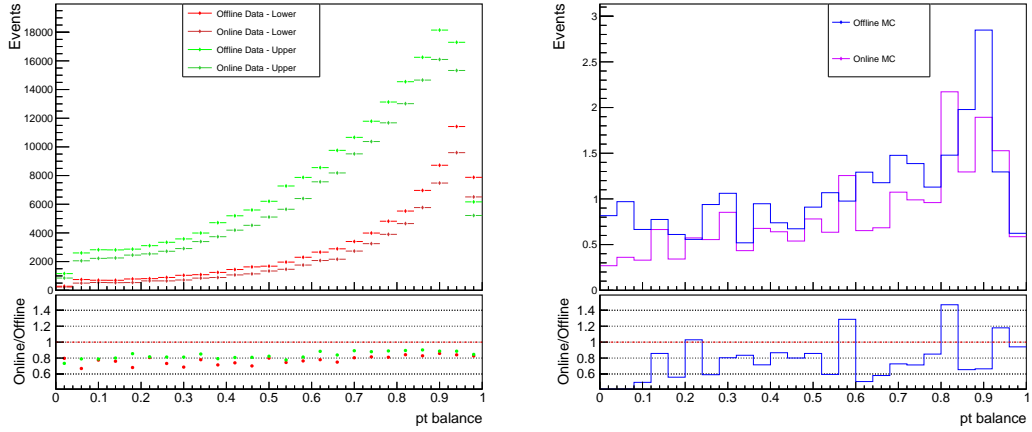 Events
18000
16000
14000
12000
10000
8000
6000
4000
2000
0
Offline Data - Lower
Online Data - Lower
Offline Data - Upper
Online Data - Upper
Online/Offline
1.4
1.2
1
0.8
0.6
0 0.1 0.2 0.3 0.4 0.5 0.6 0.7 0.8 0.9 1
pt balance
Events
3
2.5
2
1.5
1
0.5
0
Offline MC
Online MC
Online/Offline
1.4
1.2
1
0.8
0.6
0 0.1 0.2 0.3 0.4 0.5 0.6 0.7 0.8 0.9 1
pt balance